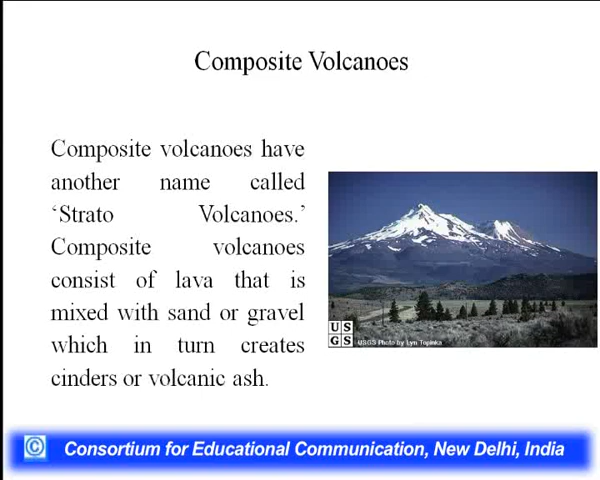 Composite Volcanoes
Composite volcanoes have
another name called
‘Strato Volcanoes.’
Composite volcanoes
consist of lava that is
mixed with sand or gravel
which in turn creates
cinders or volcanic ash.
US
GS
USGS Photo by Lyn Topinka
© Consortium for Educational Communication, New Delhi, India